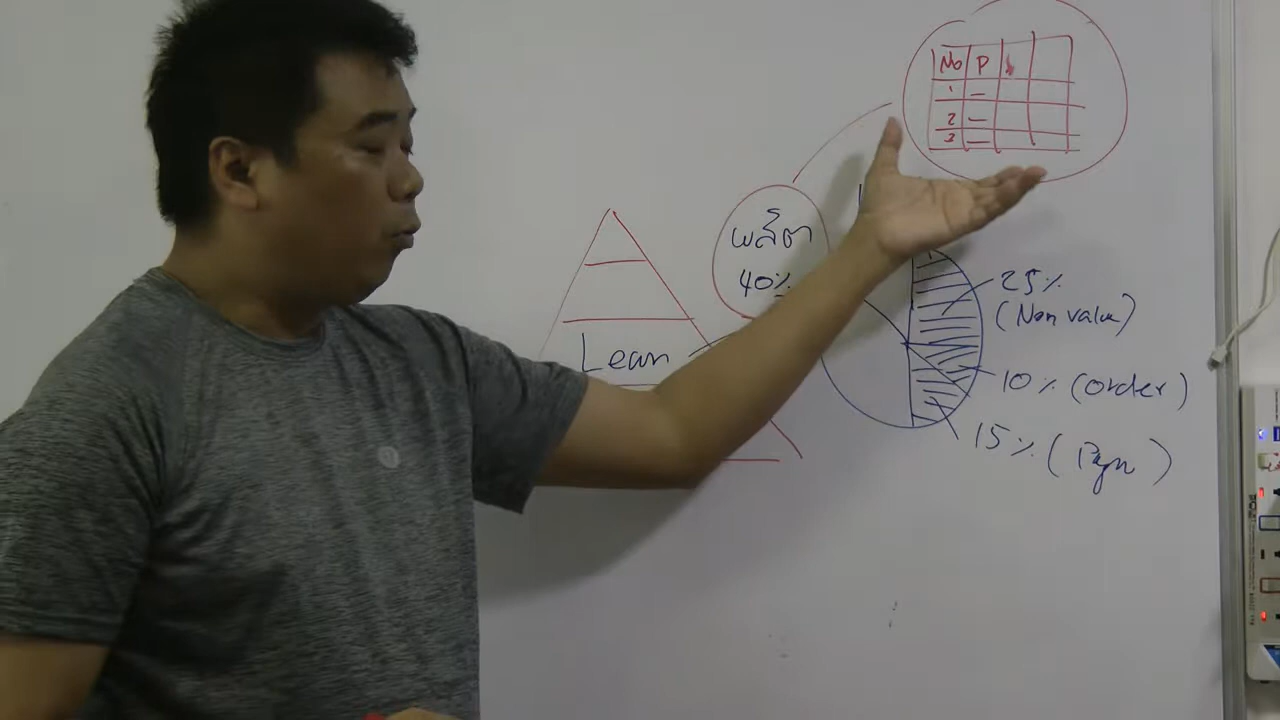 No P
1 —
2 —
3 —
ผลิต
40%
Lean
25%
(Non value)
10% (order)
15%